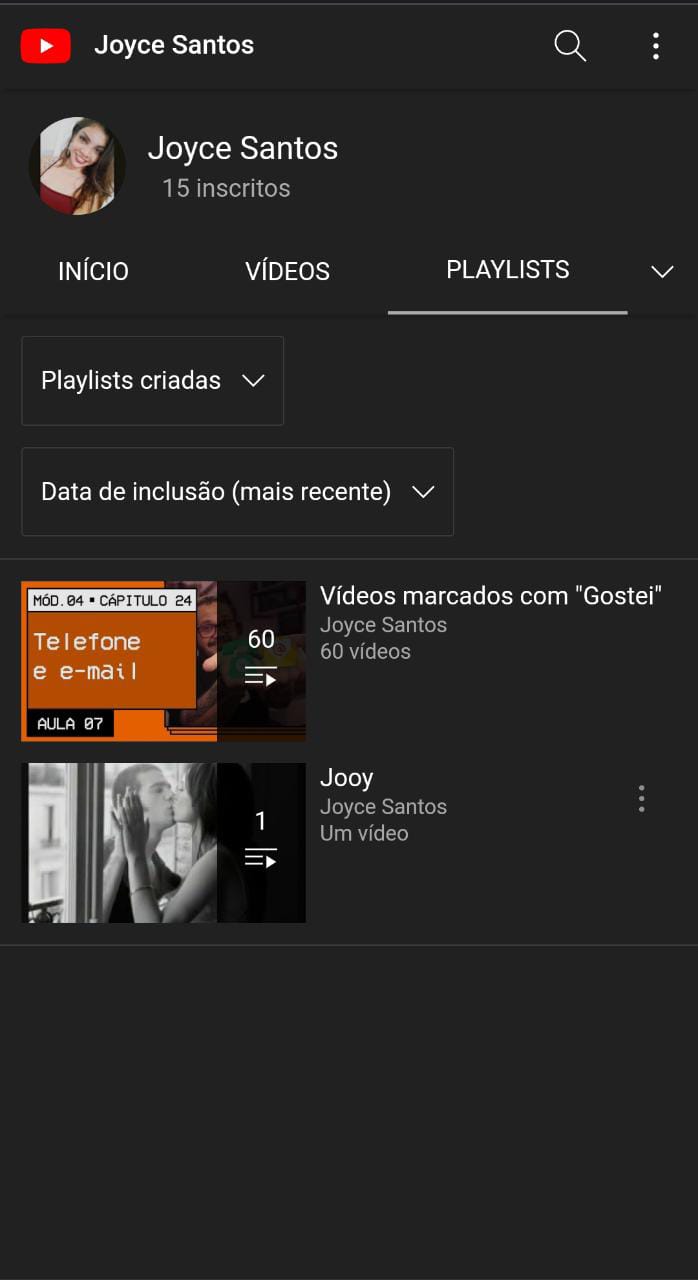 Joyce Santos
Joyce Santos
15 inscritos
INÍCIO
VÍDEOS
PLAYLISTS
Playlists criadas
Data de inclusão (mais recente)
MÓD.04 ▪ CÁPITULO 24
Telefone
e e-mail
AULA 07
60
Vídeos marcados com "Gostei"
Joyce Santos
60 vídeos
1
Jooy
Joyce Santos
Um vídeo